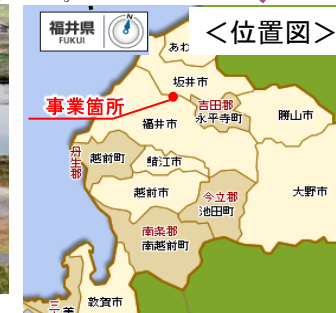 福井県
FUKUI
<位置図>
あわ
坂井市
事業箇所
吉田郡
永平寺町
勝山市
福井市
丹生郡
越前町
鯖江市
越前市
今立郡
池田町
大野市
南条郡
南越前町
敦賀市
三
美